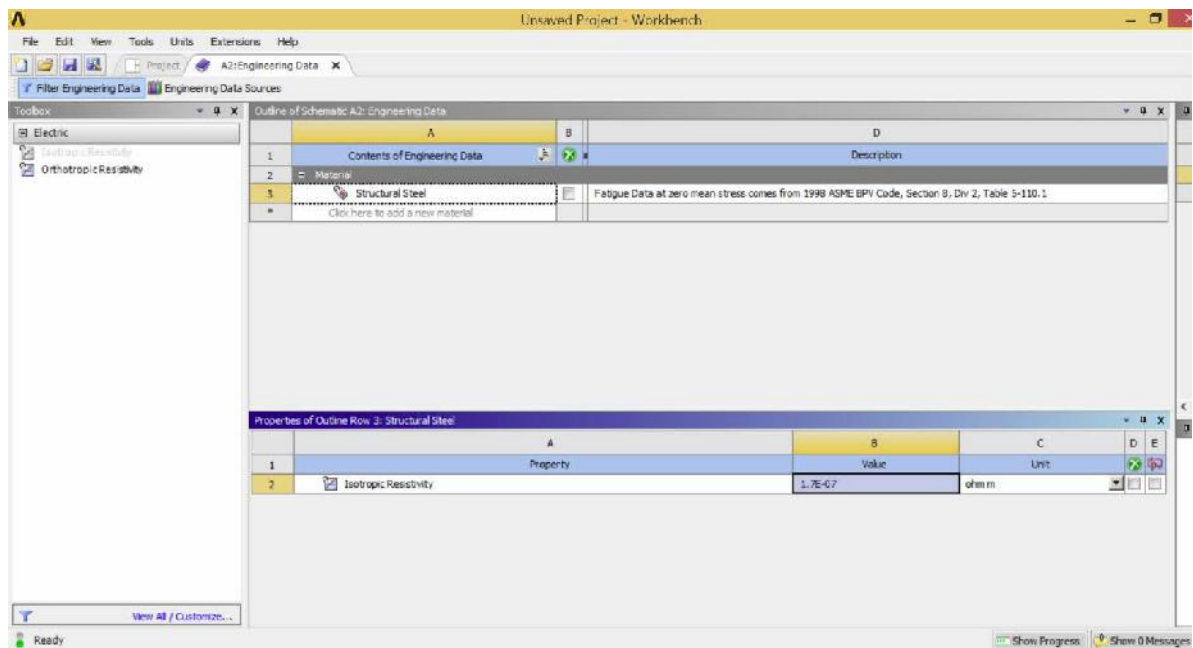 Unsaved Project - Workbench
File Edit View Tools Units Extensions Help
Project A2:Engineering Data
Filter Engineering Data Engineering Data Sources
Toolbox
Electric
Isotropic Resistivity
Orthotropic Resistivity
View All / Customize...
Outline of Schematic A2: Engineering Data
A B D
1 Contents of Engineering Data Description
2 Material
3 Structural Steel Fatigue Data at zero mean stress comes from 1998 ASME BPV Code, Section 8, Div 2, Table 5-110.1
* Click here to add a new material
Properties of Outline Row 3: Structural Steel
A B C D E
1 Property Value Unit
2 Isotropic Resistivity 1.7E-07 ohm m
Ready Show Progress Show 0 Messages